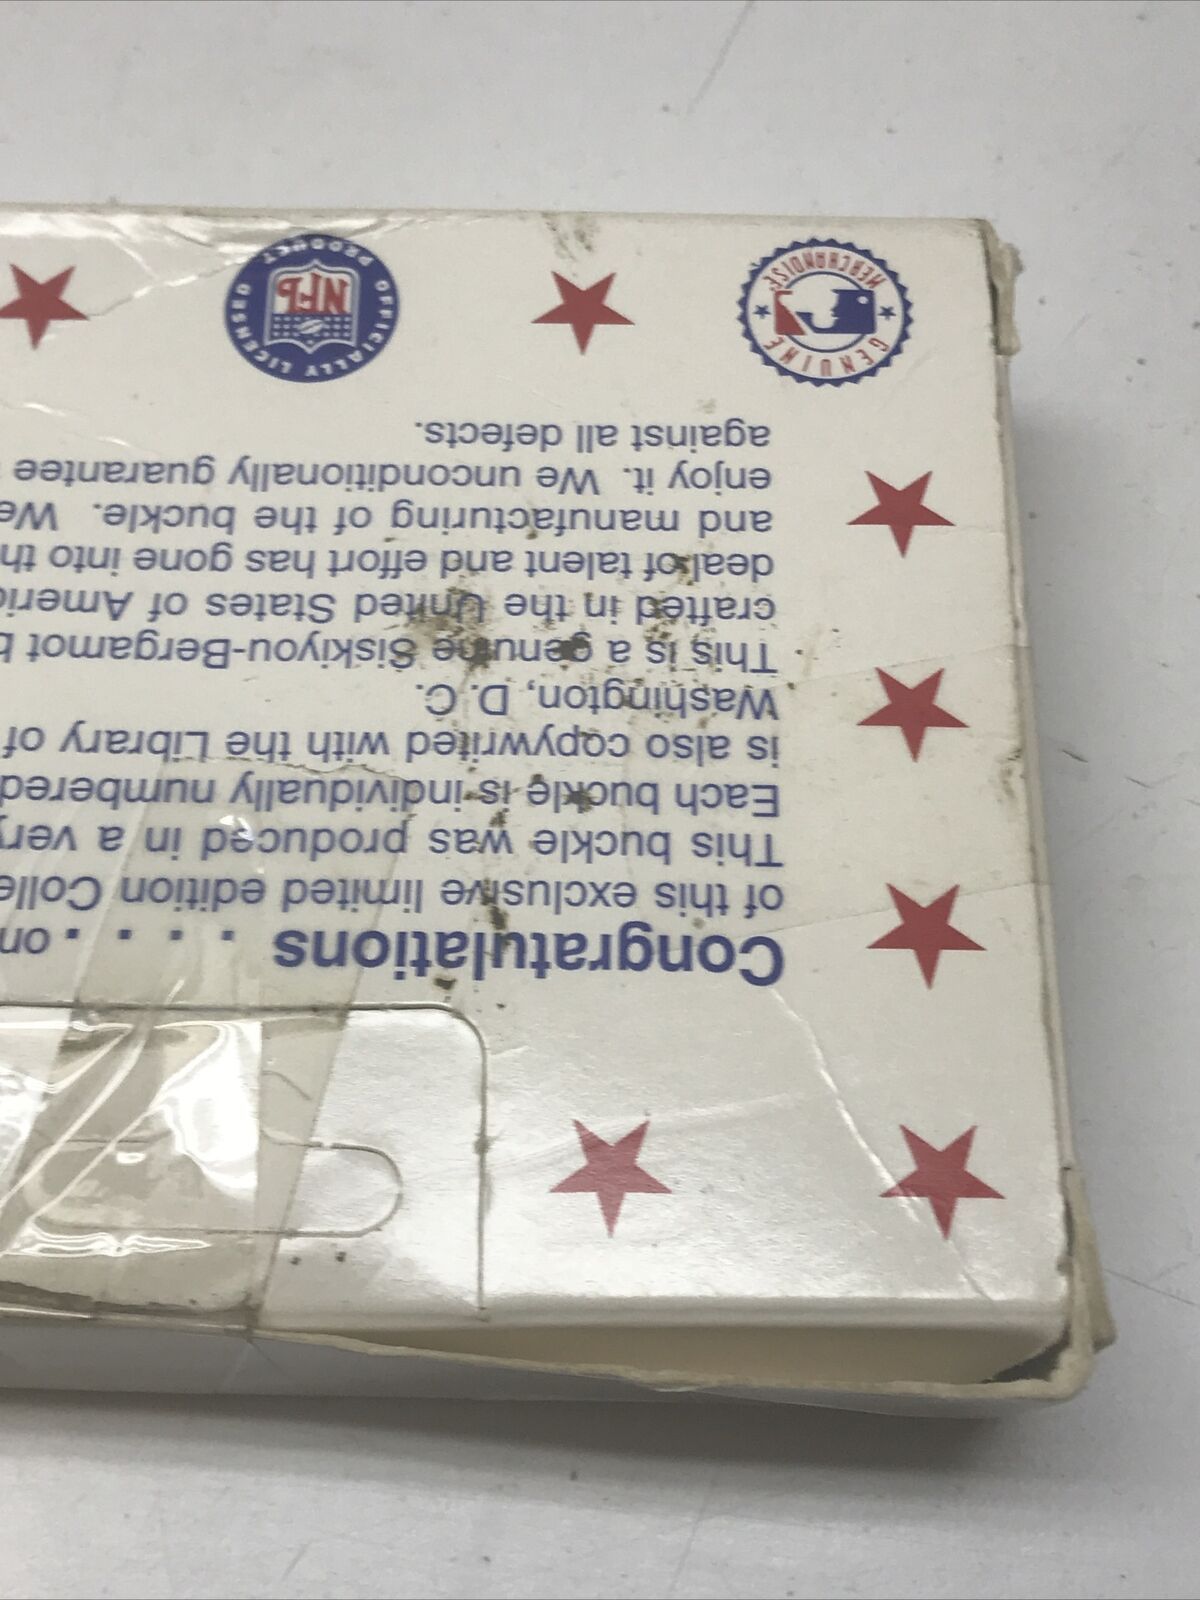 Congratulations . . . . on
of this exclusive limited edition Colle
This buckle was produced in a very
Each buckle is individually numbered
is also copywrited with the Library of
Washington, D.C.
This is a genuine Siskiyou-Bergamot b
crafted in the United States of Americ
deal of talent and effort has gone into th
and manufacturing of the buckle. We
enjoy it. We unconditionally guarantee
against all defects.
GENUINE
MERCHANDISE
OFFICIALLY LICENSED
PRODUCT
NFL